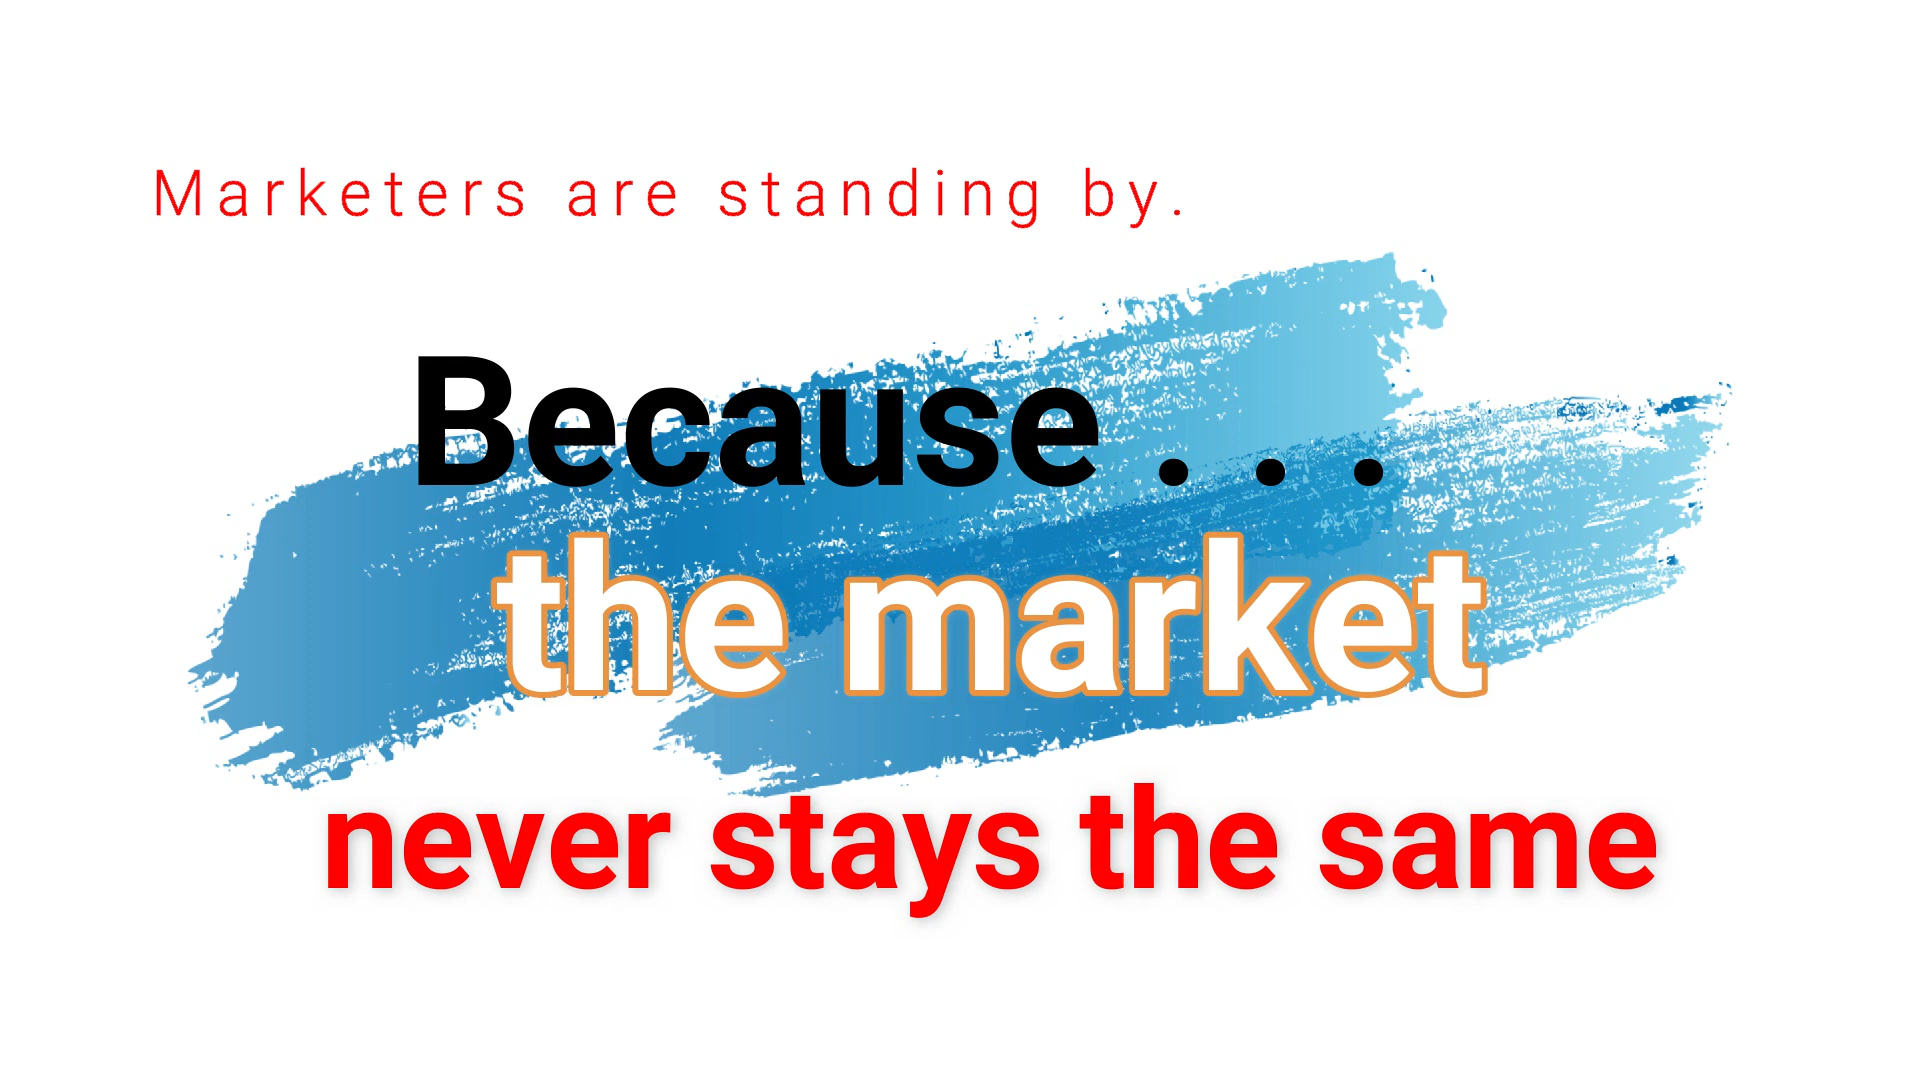 Marketers are standing by.
Because . . .
the market
never stays the same